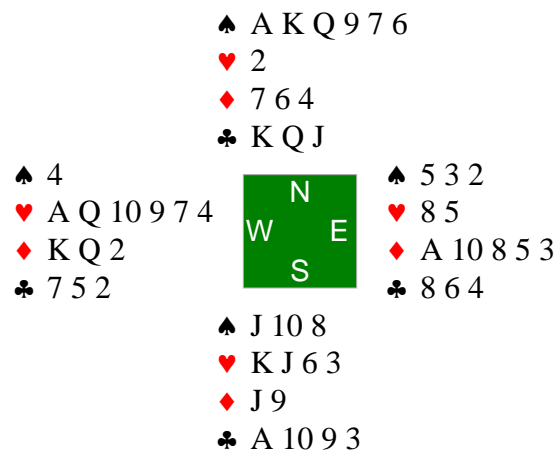 ♠ A K Q 9 7 6
♥ 2
♦ 7 6 4
♣ K Q J
♠ 4
♥ A Q 10 9 7 4
♦ K Q 2
♣ 7 5 2
N
W E
S
♠ 5 3 2
♥ 8 5
♦ A 10 8 5 3
♣ 8 6 4
♠ J 10 8
♥ K J 6 3
♦ J 9
♣ A 10 9 3